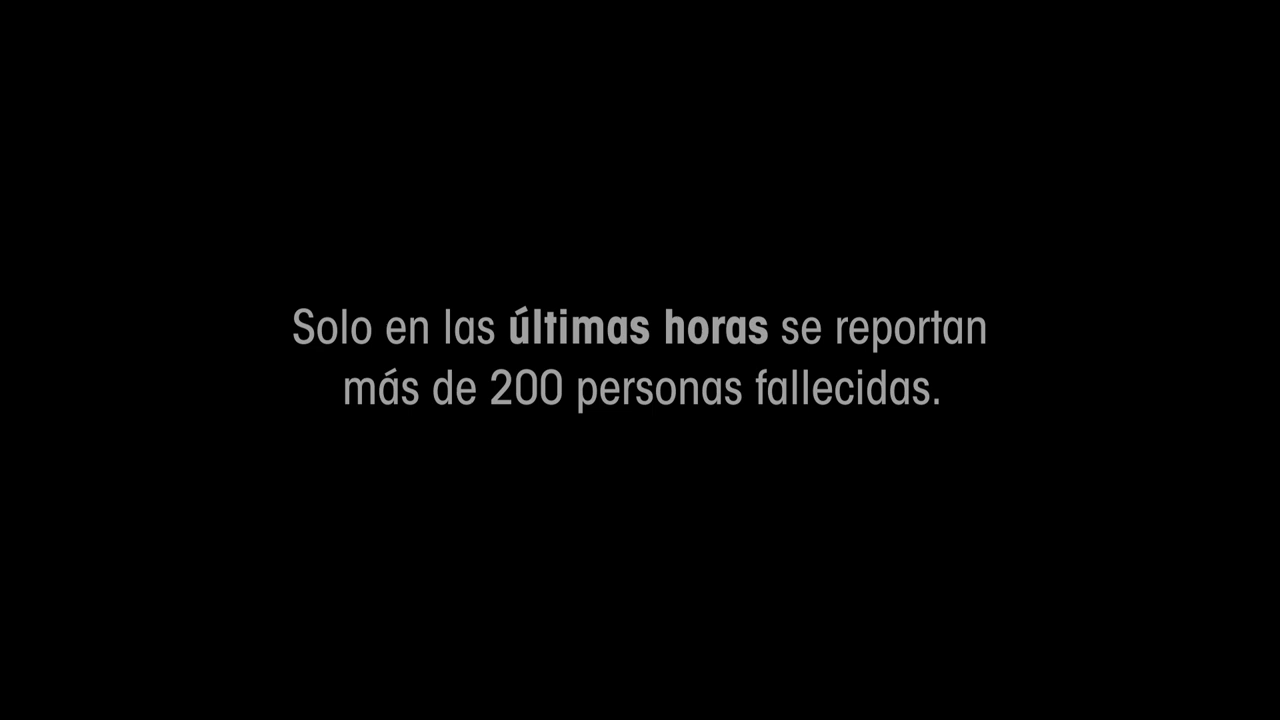 Solo en las últimas horas se reportan
más de 200 personas fallecidas.